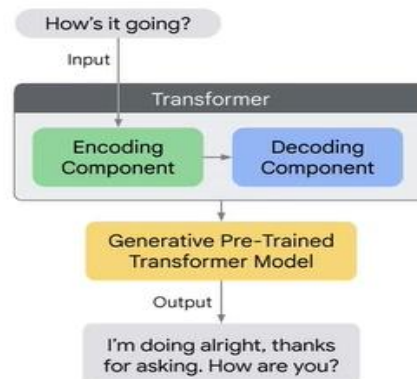 How's it going?
Input
Transformer
Encoding
Component
Decoding
Component
Generative Pre-Trained
Transformer Model
Output
I'm doing alright, thanks
for asking. How are you?